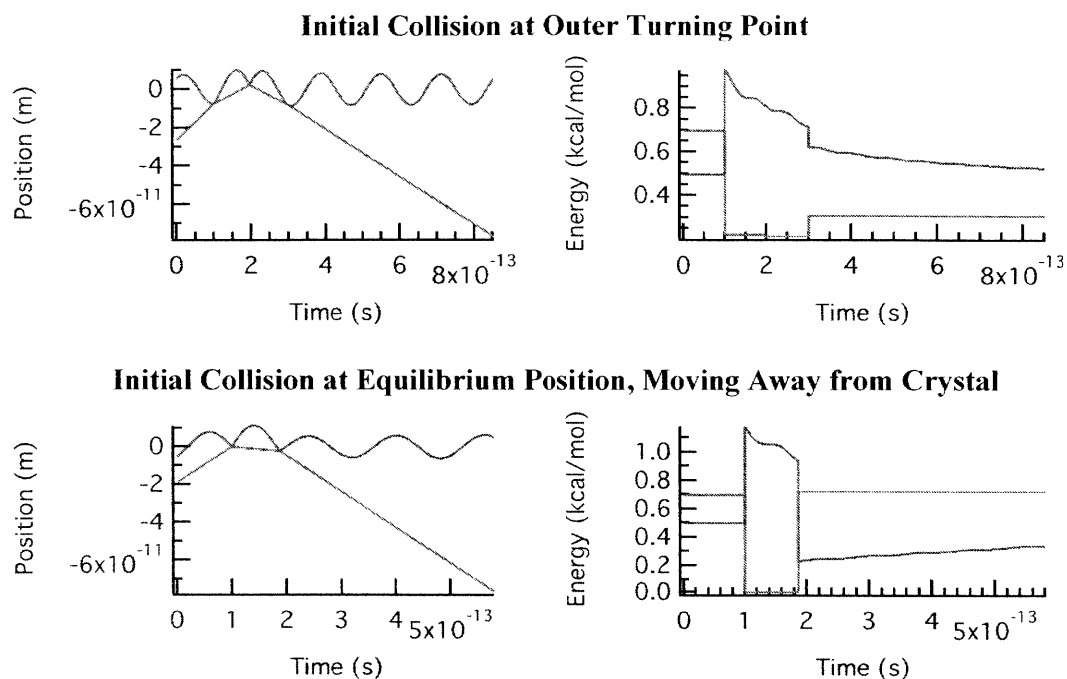 Initial Collision at Outer Turning Point
Position (m)
0
-2
-4
-6x10-11
0 2 4 6 8x10-13
Time (s)
Energy (kcal/mol)
0.8
0.6
0.4
0 2 4 6 8x10-13
Time (s)
Initial Collision at Equilibrium Position, Moving Away from Crystal
Position (m)
0
-2
-4
-6x10-11
0 1 2 3 4 5x10-13
Time (s)
Energy (kcal/mol)
1.0
0.8
0.6
0.4
0.2
0.0
0 1 2 3 4 5x10-13
Time (s)